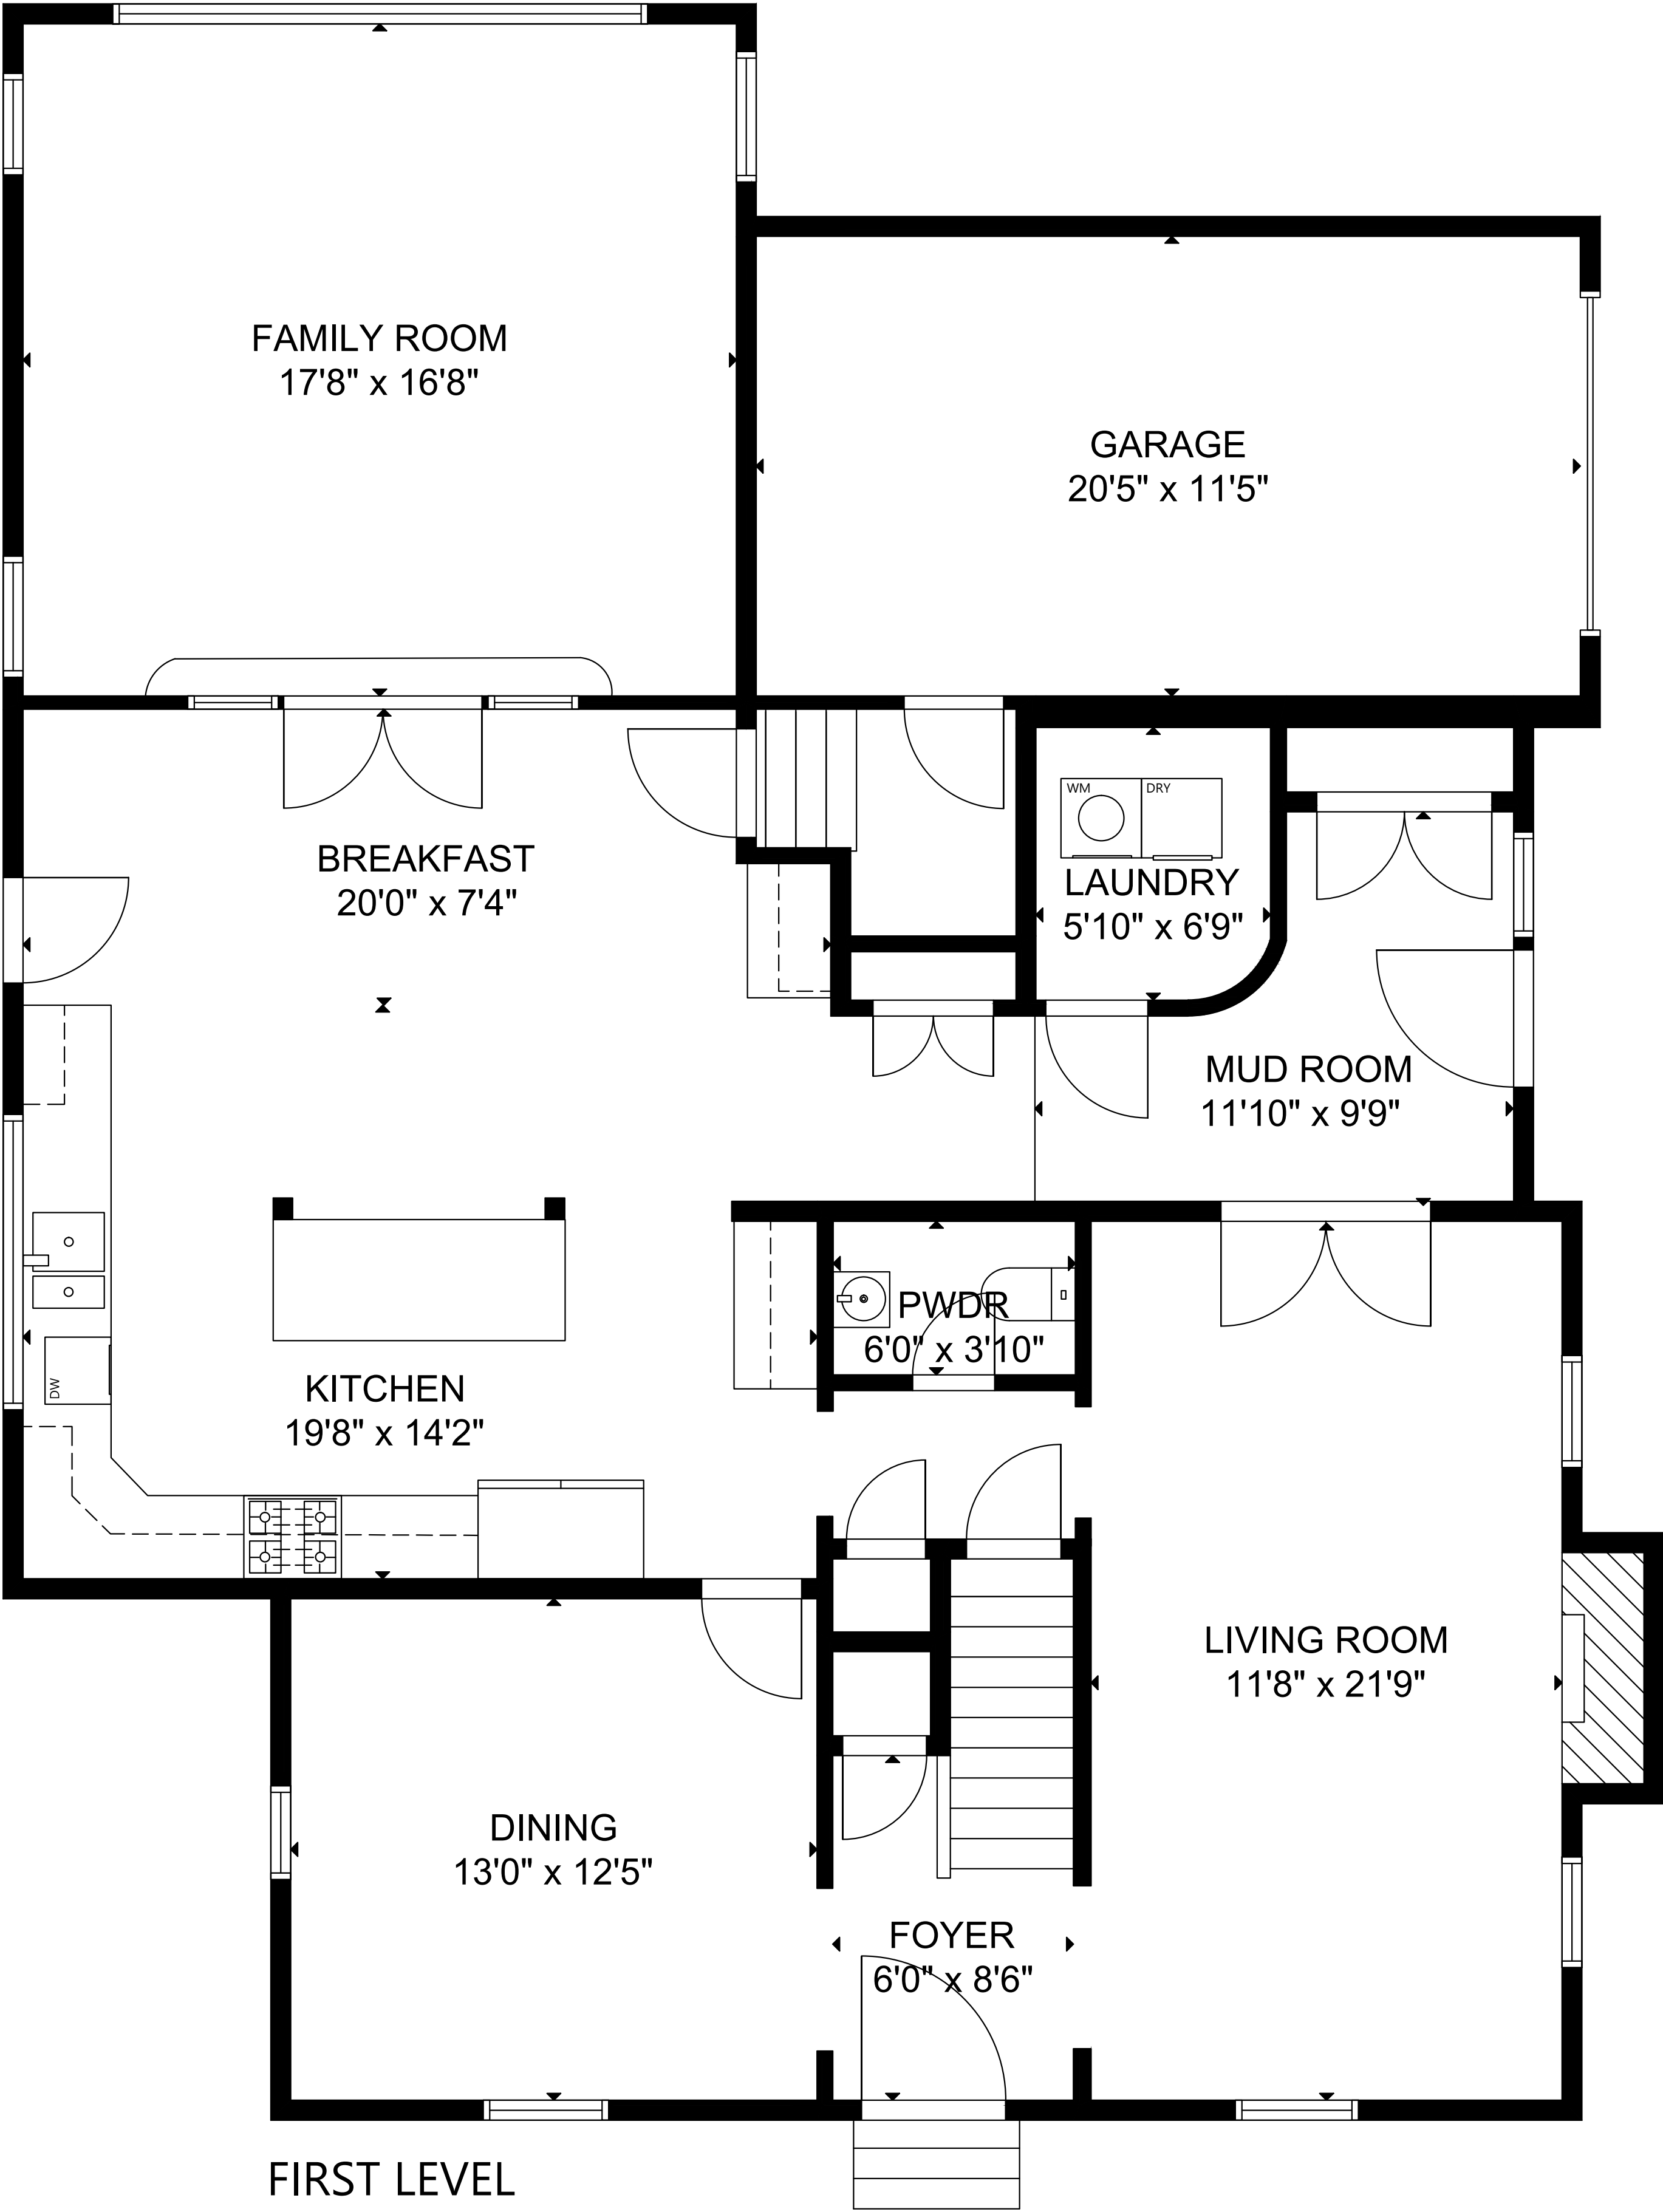 FAMILY ROOM
17'8" x 16'8"
GARAGE
20'5" x 11'5"
BREAKFAST
20'0" x 7'4"
WM
DRY
LAUNDRY
5'10" x 6'9"
MUD ROOM
11'10" x 9'9"
PWDR
6'0" x 3'10"
DW
KITCHEN
19'8" x 14'2"
LIVING ROOM
11'8" x 21'9"
DINING
13'0" x 12'5"
FOYER
6'0" x 8'6"
FIRST LEVEL